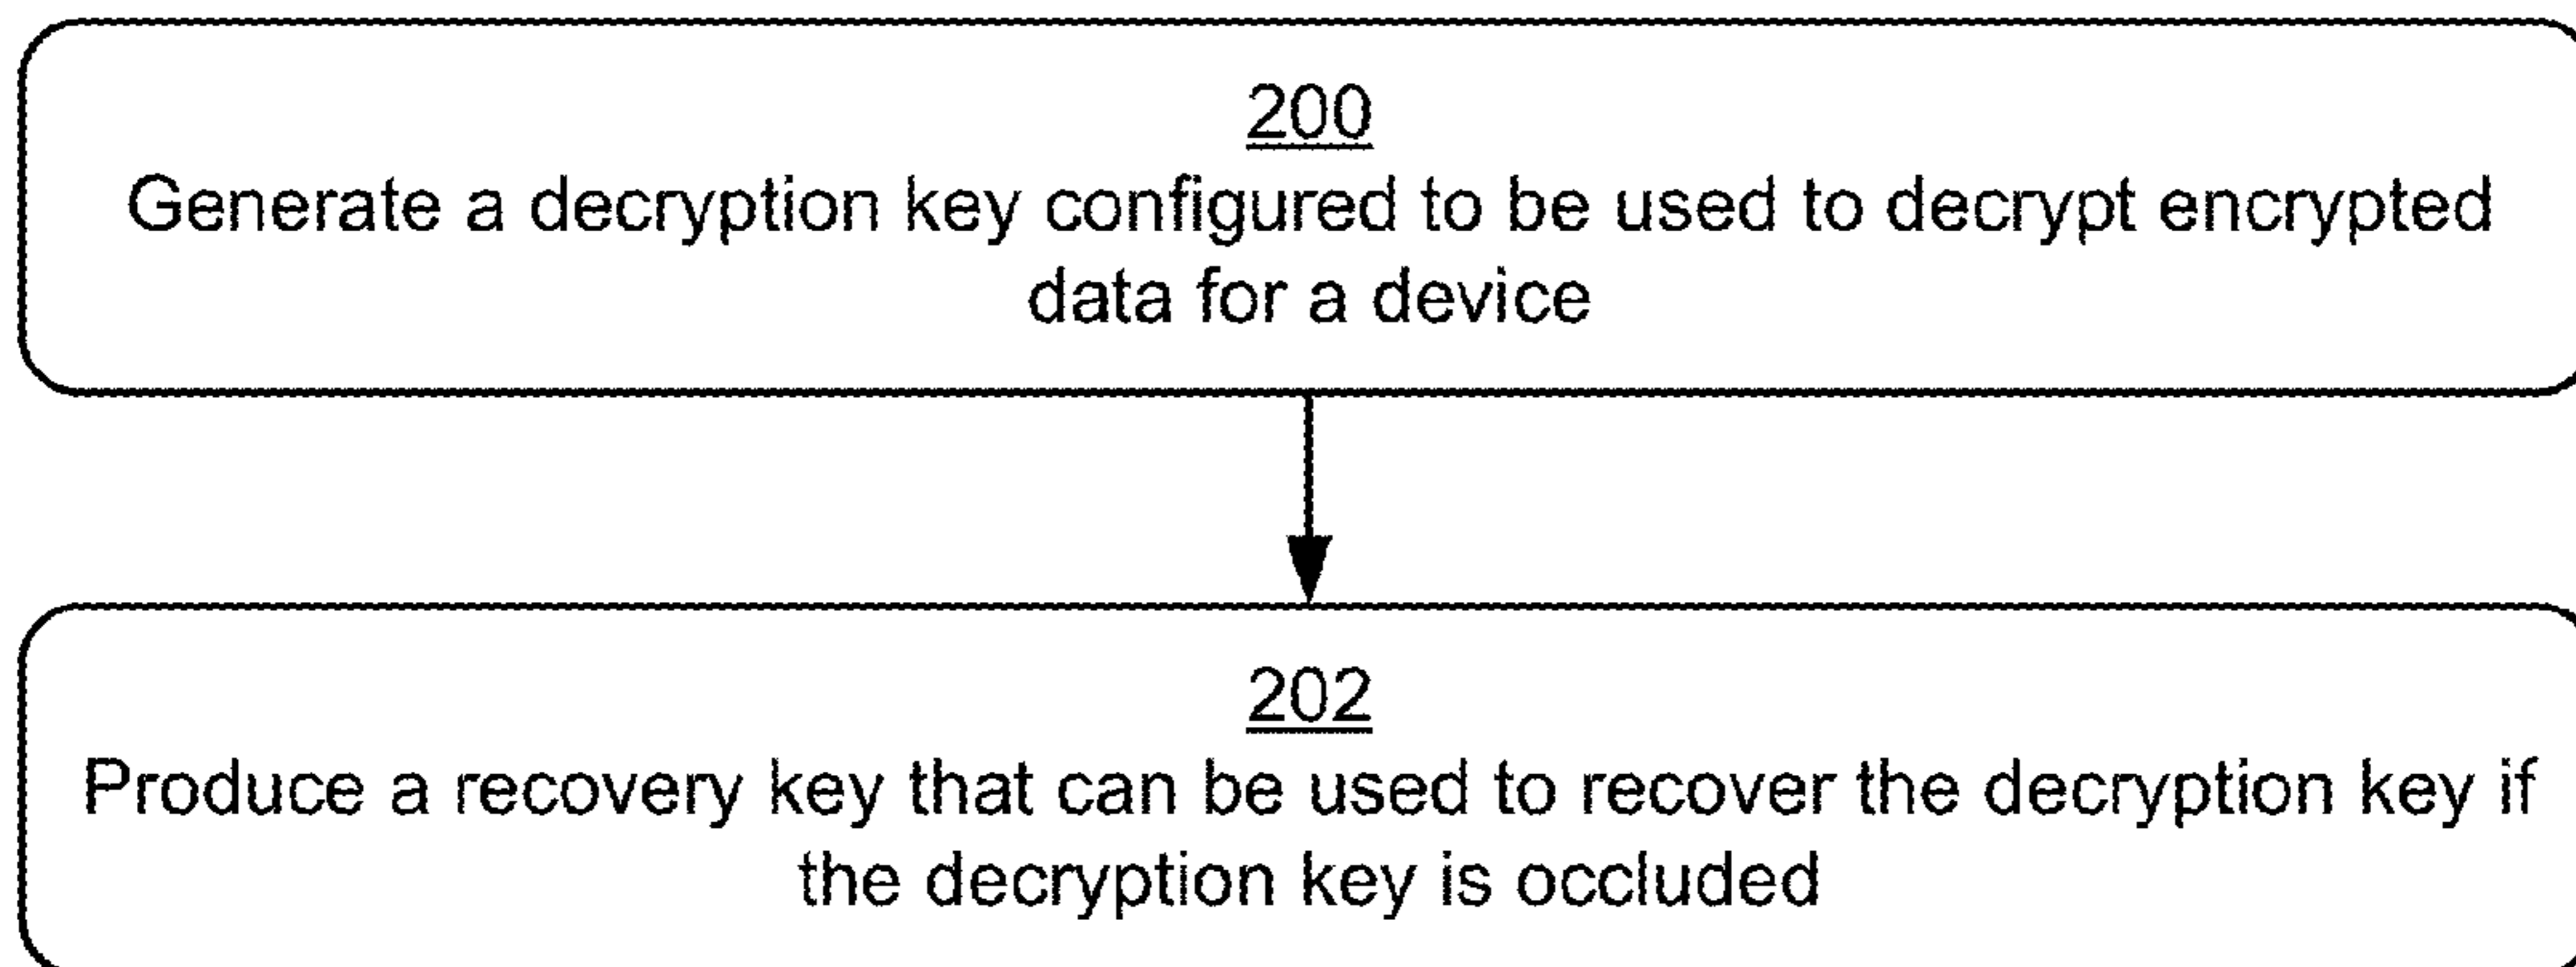 200
Generate a decryption key configured to be used to decrypt encrypted
data for a device
202
Produce a recovery key that can be used to recover the decryption key if
the decryption key is occluded